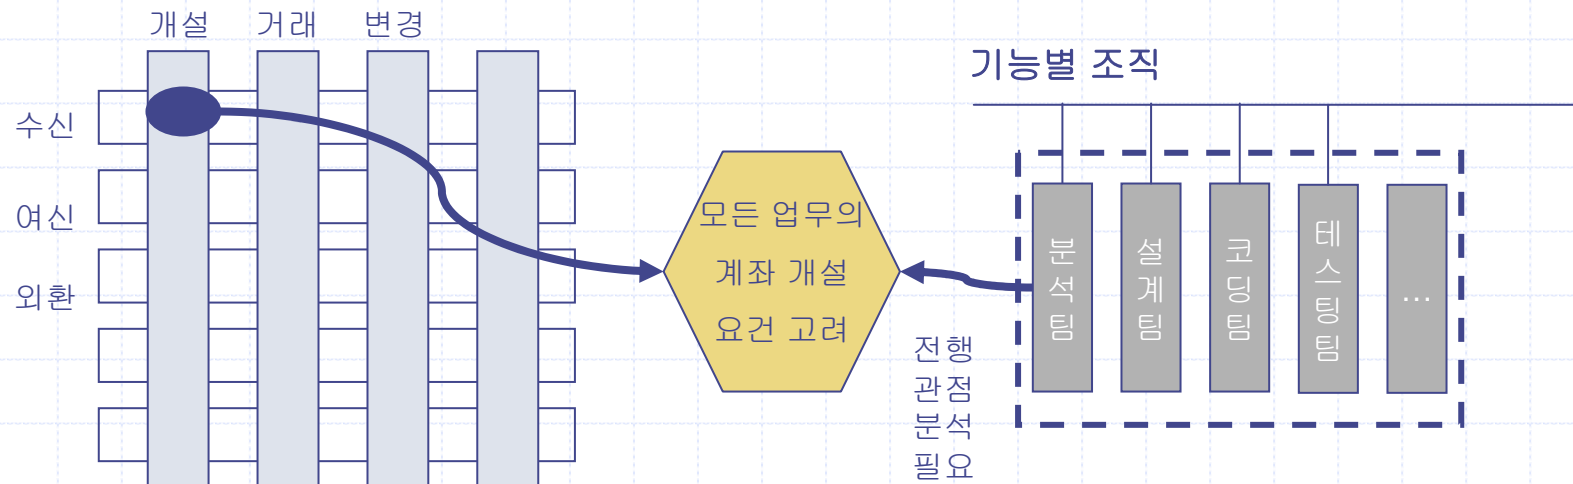 개설 거래 변경
수신
여신
외환
모든 업무의
계좌 개설
요건 고려
기능별 조직
분석팀
설계팀
코딩팀
테스팅팀
...
전행
관점
분석
필요